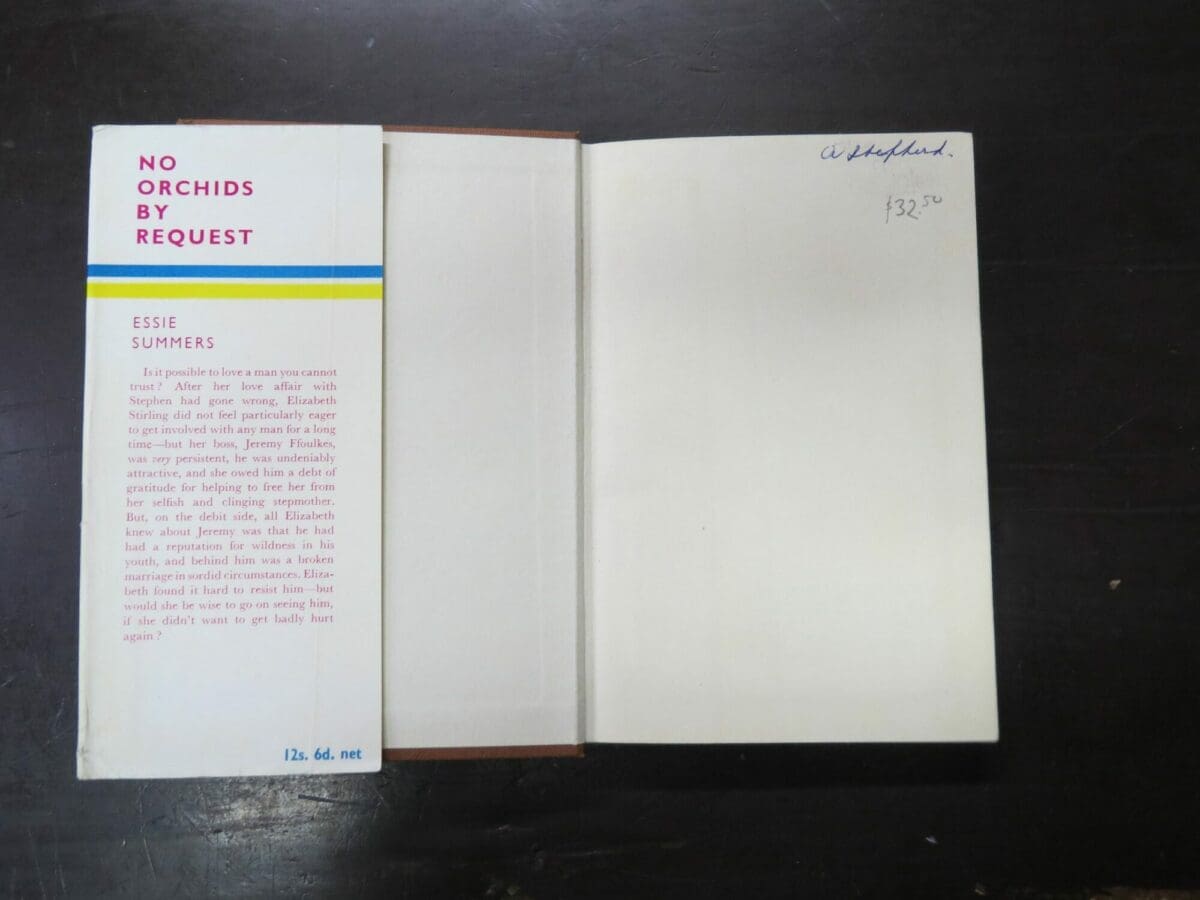 NO
ORCHIDS
BY
REQUEST
ESSIE
SUMMERS
Is it possible to love a man you cannot
trust? After her love affair with
Stephen had gone wrong, Elizabeth
Stirling did not feel particularly eager
to get involved with any man for a long
time—but her boss, Jeremy Ffoulkes,
was very persistent, he was undeniably
attractive, and she owed him a debt of
gratitude for helping to free her from
her selfish and clinging stepmother.
But, on the debit side, all Elizabeth
knew about Jeremy was that he had
had a reputation for wildness in his
youth, and behind him was a broken
marriage in sordid circumstances. Eliza-
beth found it hard to resist him—but
would she be wise to go on seeing him,
if she didn't want to get badly hurt
again?
12s. 6d. net
A Shepherd.
$32.50